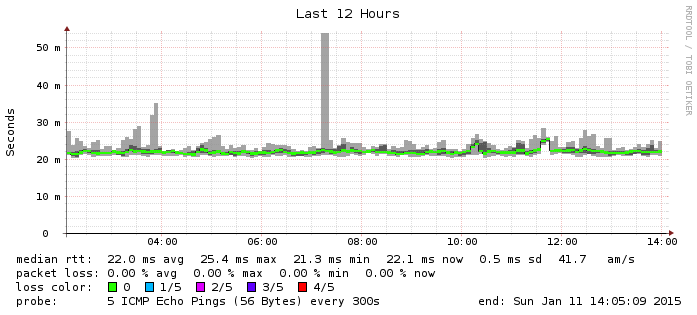 Last 12 Hours
RRDTOOL / TOBI OETIKER
Seconds
50 m
40 m
30 m
20 m
10 m
0
04:00 06:00 08:00 10:00 12:00 14:00
median rtt: 22.0 ms avg 25.4 ms max 21.3 ms min 22.1 ms now 0.5 ms sd 41.7 am/s
packet loss: 0.00 % avg 0.00 % max 0.00 % min 0.00 % now
loss color: 0 1/5 2/5 3/5 4/5
probe: 5 ICMP Echo Pings (56 Bytes) every 300s end: Sun Jan 11 14:05:09 2015